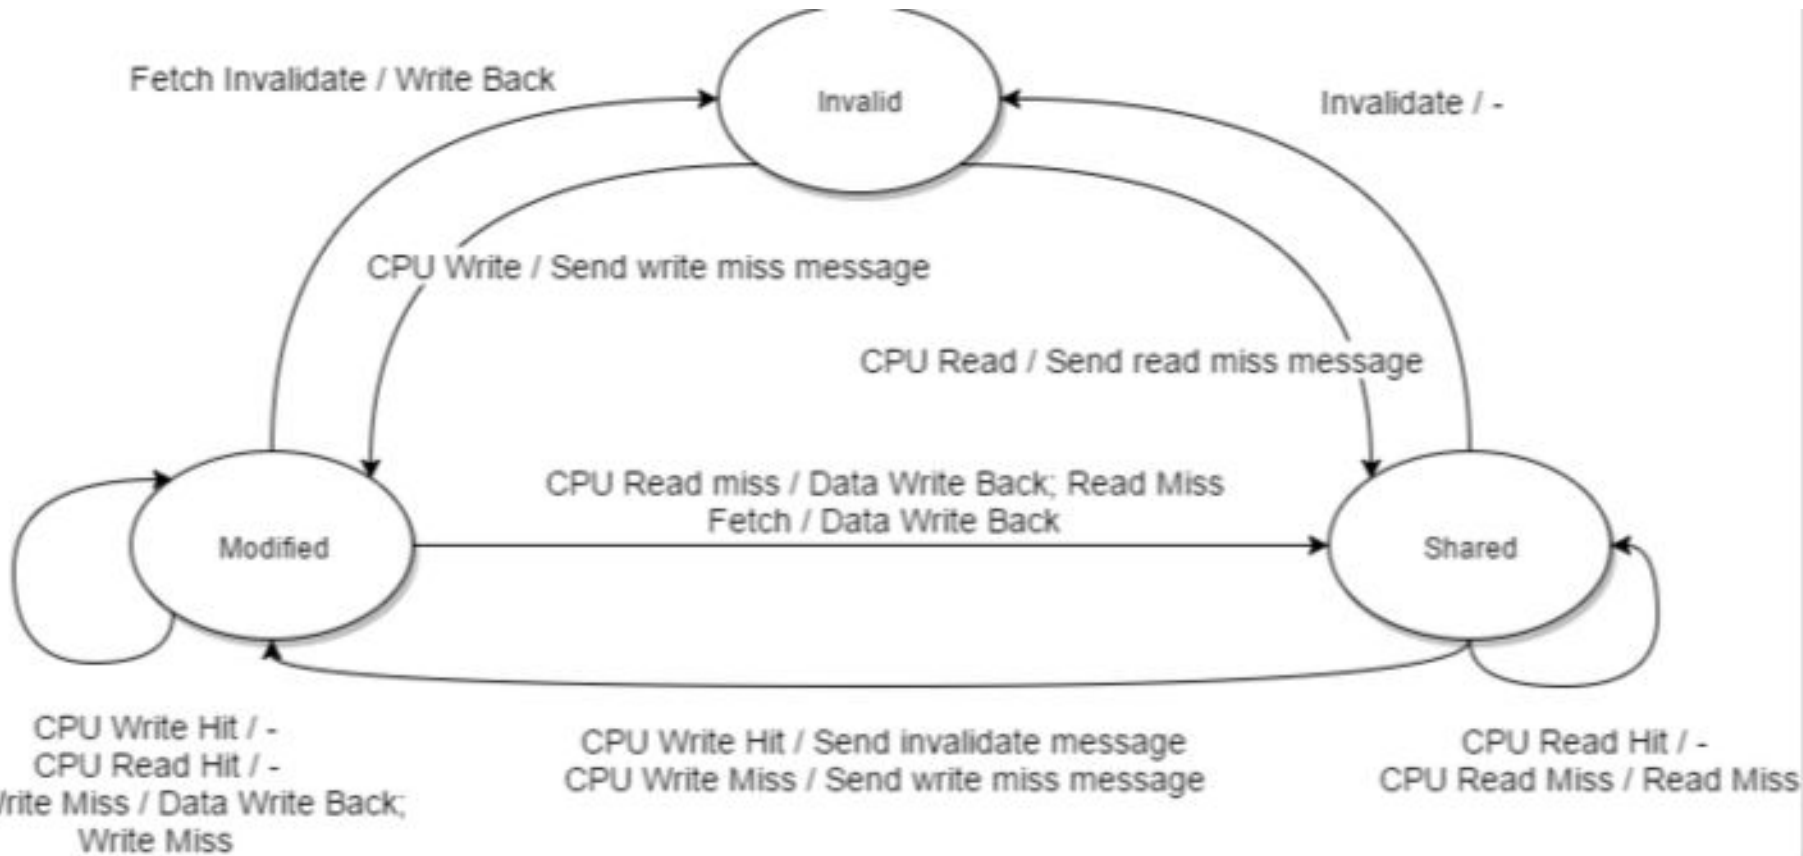 Fetch Invalidate / Write Back
Invalid
Invalidate / -
CPU Write / Send write miss message
CPU Read / Send read miss message
CPU Read miss / Data Write Back; Read Miss
Fetch / Data Write Back
Modified
Shared
CPU Write Hit / -
CPU Read Hit / -
Write Miss / Data Write Back;
Write Miss
CPU Write Hit / Send invalidate message
CPU Write Miss / Send write miss message
CPU Read Hit / -
CPU Read Miss / Read Miss